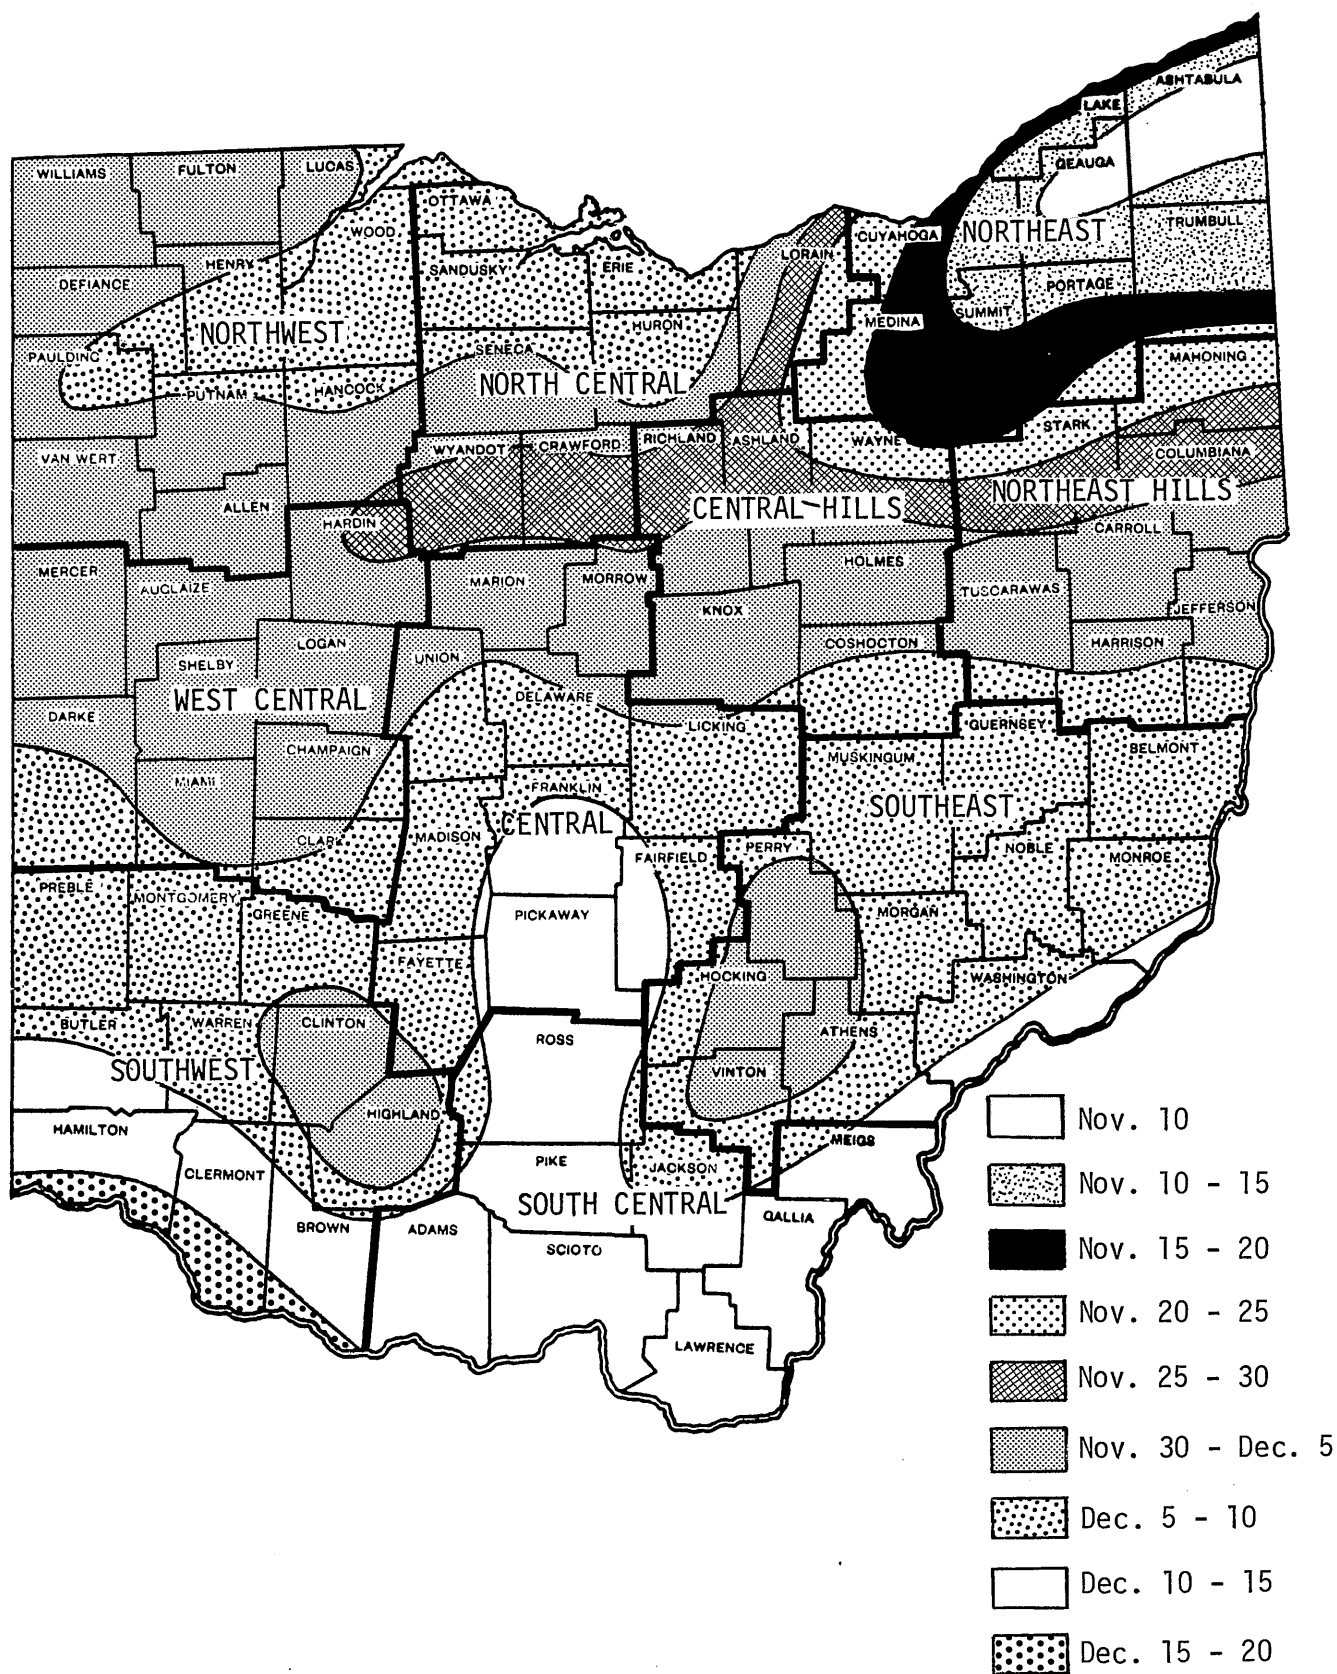 ASHTABULA
LAKE
GEAUGA
WILLIAMS
FULTON
LUCAS
OTTAWA
WOOD
CUYAHOGA
NORTHEAST
TRUMBULL
HENRY
SANDUSKY
ERIE
LORAIN
DEFIANCE
PORTAGE
SUMMIT
NORTHWEST
HURON
MEDINA
PAULDING
SENECA
MAHONING
PUTNAM
HANCOCK
NORTH CENTRAL
STARK
VAN WERT
WYANDOT
CRAWFORD
RICHLAND
ASHLAND
WAYNE
COLUMBIANA
ALLEN
HARDIN
CENTRAL HILLS
NORTHEAST HILLS
CARROLL
MERCER
AUGLAIZE
MARION
MORROW
HOLMES
TUSCARAWAS
KNOX
JEFFERSON
LOGAN
SHELBY
UNION
COSHOCTON
HARRISON
WEST CENTRAL
DELAWARE
DARKE
LICKING
GUERNSEY
CHAMPAIGN
MUSKINGUM
BELMONT
MIAMI
FRANKLIN
SOUTHEAST
CLARK
MADISON
CENTRAL
PERRY
NOBLE
FAIRFIELD
MONROE
PREBLE
MONTGOMERY
GREENE
PICKAWAY
MORGAN
FAYETTE
HOCKING
WASHINGTON
BUTLER
WARREN
CLINTON
ROSS
ATHENS
SOUTHWEST
VINTON
HIGHLAND
HAMILTON
MEIGS
CLERMONT
PIKE
JACKSON
SOUTH CENTRAL
BROWN
ADAMS
GALLIA
SCIOTO
LAWRENCE
Nov. 10
Nov. 10 - 15
Nov. 15 - 20
Nov. 20 - 25
Nov. 25 - 30
Nov. 30 - Dec. 5
Dec. 5 - 10
Dec. 10 - 15
Dec. 15 - 20